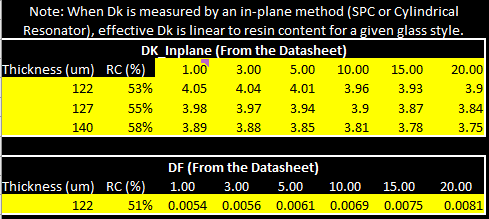 Note: When Dk is measured by an in-plane method (SPC or Cylindrical
Resonator), effective Dk is linear to resin content for a given glass style.
DK_Inplane (From the Datasheet)
Thickness (um) RC (%) 1.00 3.00 5.00 10.00 15.00 20.00
122 53% 4.05 4.04 4.01 3.96 3.93 3.9
127 55% 3.98 3.97 3.94 3.9 3.87 3.84
140 58% 3.89 3.88 3.85 3.81 3.78 3.75
DF (From the Datasheet)
Thickness (um) RC (%) 1.00 3.00 5.00 10.00 15.00 20.00
122 51% 0.0054 0.0056 0.0061 0.0069 0.0075 0.0081